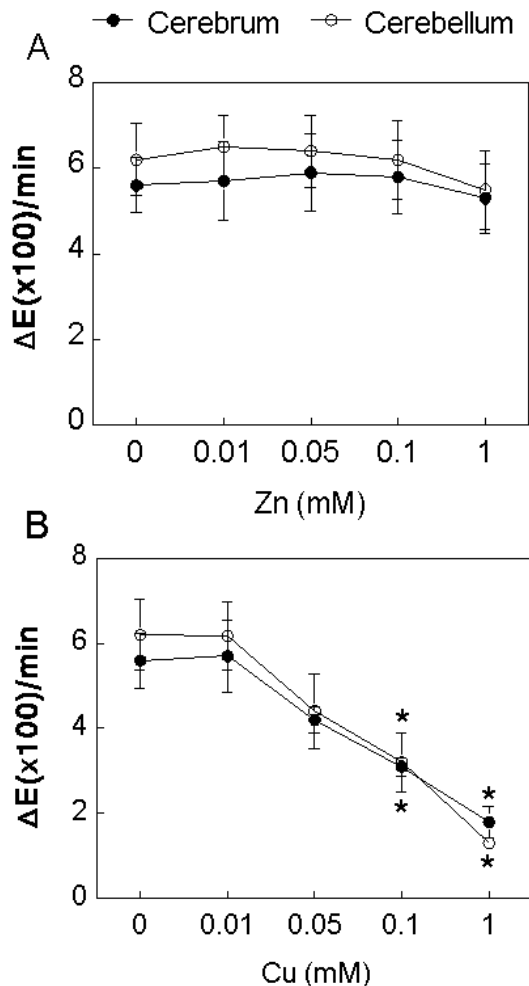 Cerebrum Cerebellum
A
8
6
4
2
0
ΔE(x100)/min
0 0.01 0.05 0.1 1
Zn (mM)
B
8
6
4
2
0
ΔE(x100)/min
* *
* *
0 0.01 0.05 0.1 1
Cu (mM)